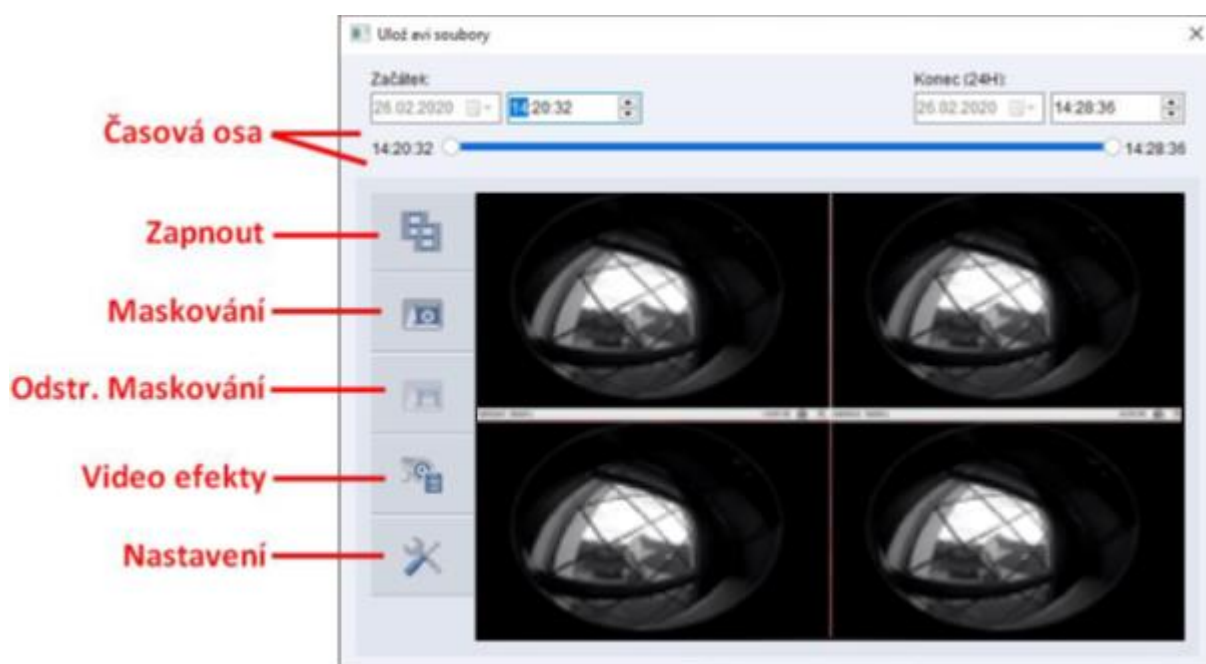 Ulož avi soubory
Začátek: Konec (24H):
26.02.2020 14:20:32 26.02.2020 14:28:36
Časová osa
14:20:32 14:28:36
Zapnout
Maskování
Odstr. Maskování
Video efekty
Nastavení